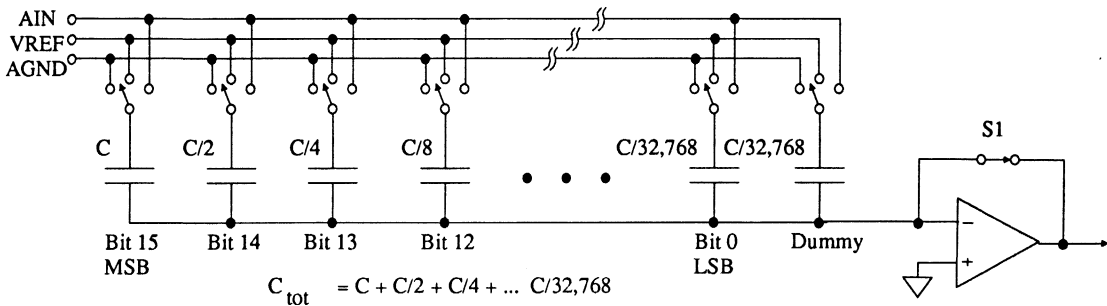 AIN
VREF
AGND
S1
C C/2 C/4 C/8 C/32,768 C/32,768
− +
Bit 15 Bit 14 Bit 13 Bit 12 Bit 0 Dummy
MSB LSB
C tot = C + C/2 + C/4 + ... C/32,768